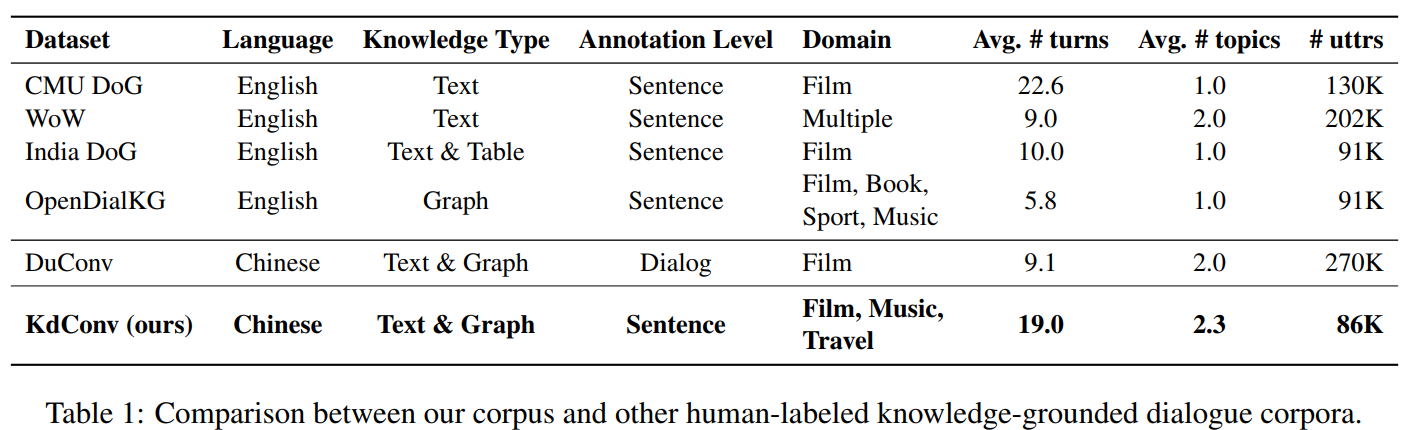 Dataset Language Knowledge Type Annotation Level Domain Avg. # turns Avg. # topics # uttrs
CMU DoG English Text Sentence Film 22.6 1.0 130K
WoW English Text Sentence Multiple 9.0 2.0 202K
India DoG English Text & Table Sentence Film 10.0 1.0 91K
OpenDialKG English Graph Sentence Film, Book, Sport, Music 5.8 1.0 91K
DuConv Chinese Text & Graph Dialog Film 9.1 2.0 270K
KdConv (ours) Chinese Text & Graph Sentence Film, Music, Travel 19.0 2.3 86K
Table 1: Comparison between our corpus and other human-labeled knowledge-grounded dialogue corpora.